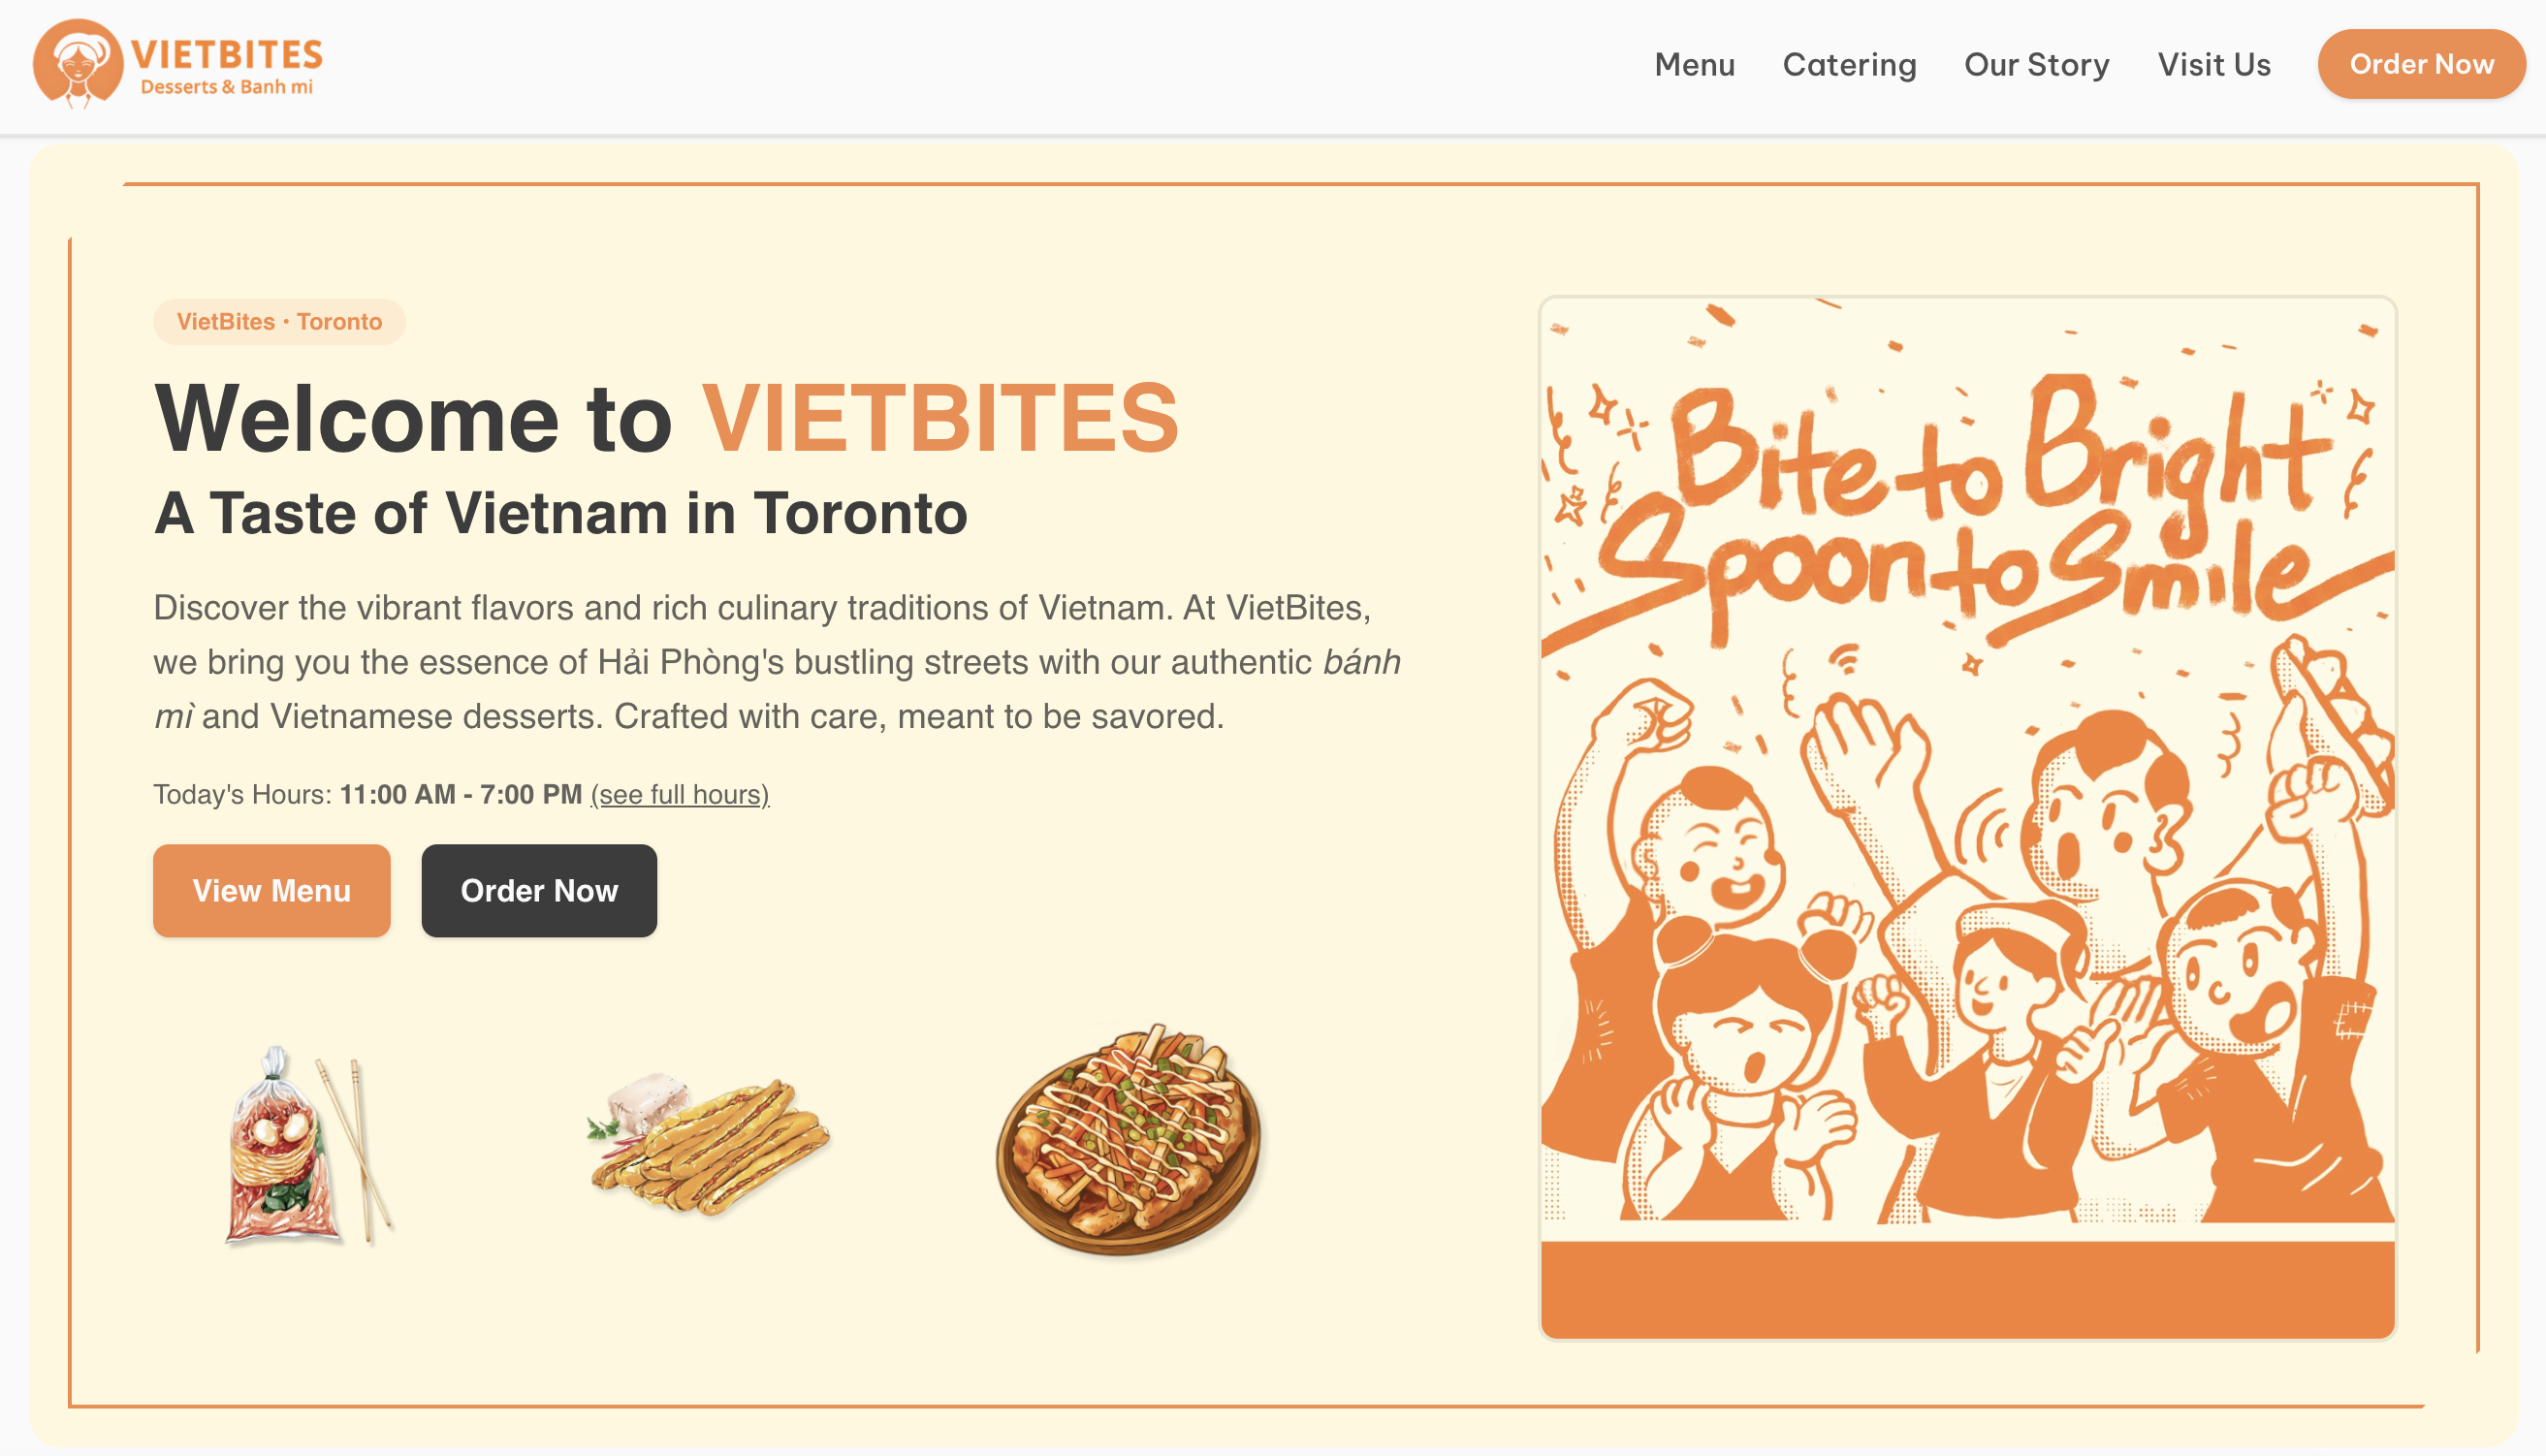 VIETBITES
Desserts & Banh mi
Menu
Catering
Our Story
Visit Us
Order Now
VietBites • Toronto
Welcome to VIETBITES
A Taste of Vietnam in Toronto
Discover the vibrant flavors and rich culinary traditions of Vietnam. At VietBites,
we bring you the essence of Hải Phòng's bustling streets with our authentic bánh
mì and Vietnamese desserts. Crafted with care, meant to be savored.
Today's Hours: 11:00 AM - 7:00 PM (see full hours)
View Menu
Order Now
Bite to Bright
Spoon to Smile